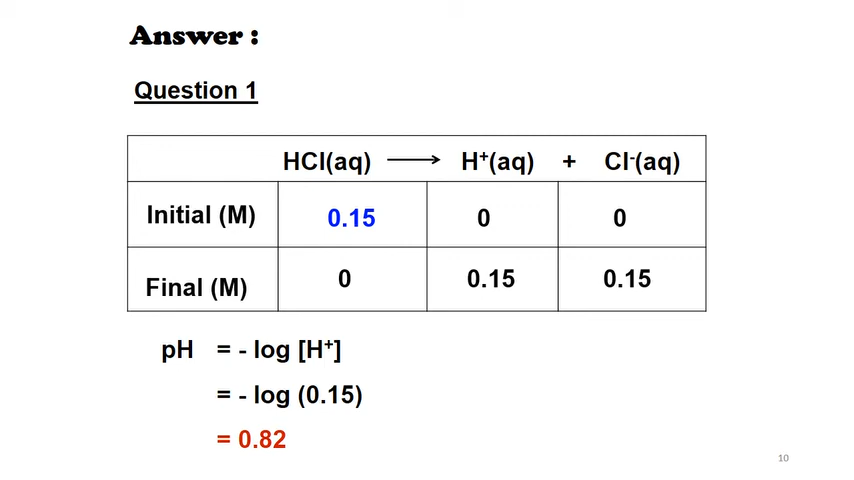 Answer :
Question 1
HCl(aq) ⟶ H⁺(aq) + Cl⁻(aq)
Initial (M) 0.15 0 0
Final (M) 0 0.15 0.15
pH = - log [H⁺]
= - log (0.15)
= 0.82
10